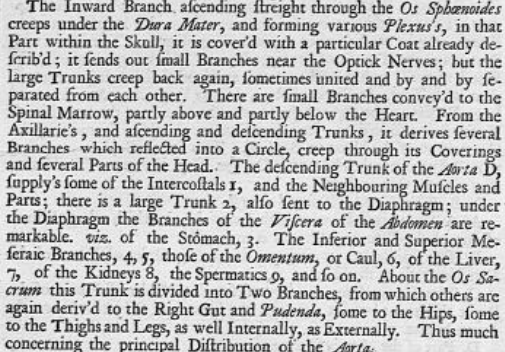 The Inward Branch aſcending ſtreight through the Os Sphœnoides
creeps under the Dura Mater, and forming various Plexus's, in that
Part within the Skull, it is cover'd with a particular Coat already de-
ſcrib'd; it ſends out ſmall Branches near the Optick Nerves; but the
large Trunks creep back again, ſometimes united and by and by ſe-
parated from each other. There are ſmall Branches convey'd to the
Spinal Marrow, partly above and partly below the Heart. From the
Axillarie's, and aſcending and deſcending Trunks, it derives ſeveral
Branches which reflected into a Circle, creep through its Coverings
and ſeveral Parts of the Head. The deſcending Trunk of the Aorta D,
ſupply's ſome of the Intercoſtals 1, and the Neighbouring Muſcles and
Parts; there is a large Trunk 2, alſo ſent to the Diaphragm; under
the Diaphragm the Branches of the Viſcera of the Abdomen are re-
markable. viz. of the Stomach, 3. The Inferior and Superior Me-
ſeraic Branches, 4, 5, thoſe of the Omentum, or Caul, 6, of the Liver,
7, of the Kidneys 8, the Spermatics 9, and ſo on. About the Os Sa-
crum this Trunk is divided into Two Branches, from which others are
again deriv'd to the Right Gut and Pudenda, ſome to the Hips, ſome
to the Thighs and Legs, as well Internally, as Externally. Thus much
concerning the principal Diſtribution of the Aorta.